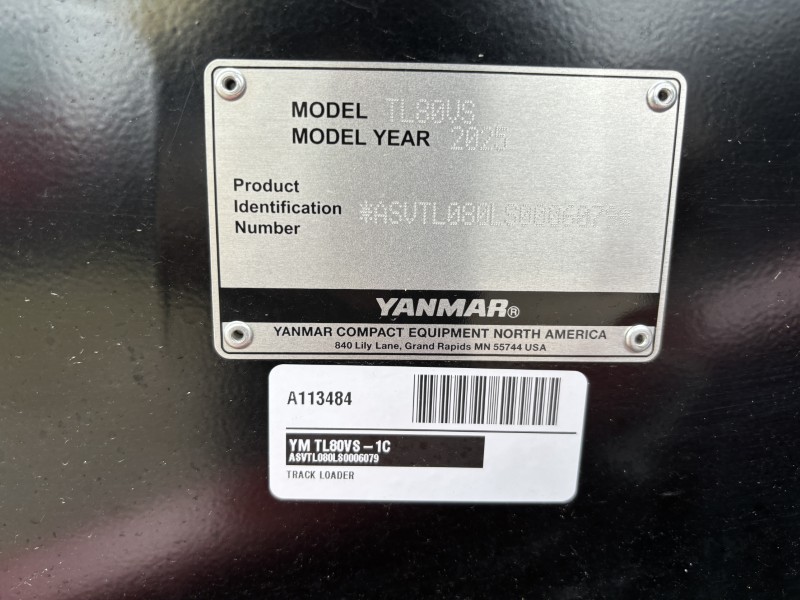 MODEL TL80VS
MODEL YEAR 2025
Product
Identification
Number
*ASVTL080LS0006079*
YANMAR®
YANMAR COMPACT EQUIPMENT NORTH AMERICA
840 Lily Lane, Grand Rapids MN 55744 USA
A113484
YM TL80VS-1C
ASVTL080LS0006079
TRACK LOADER